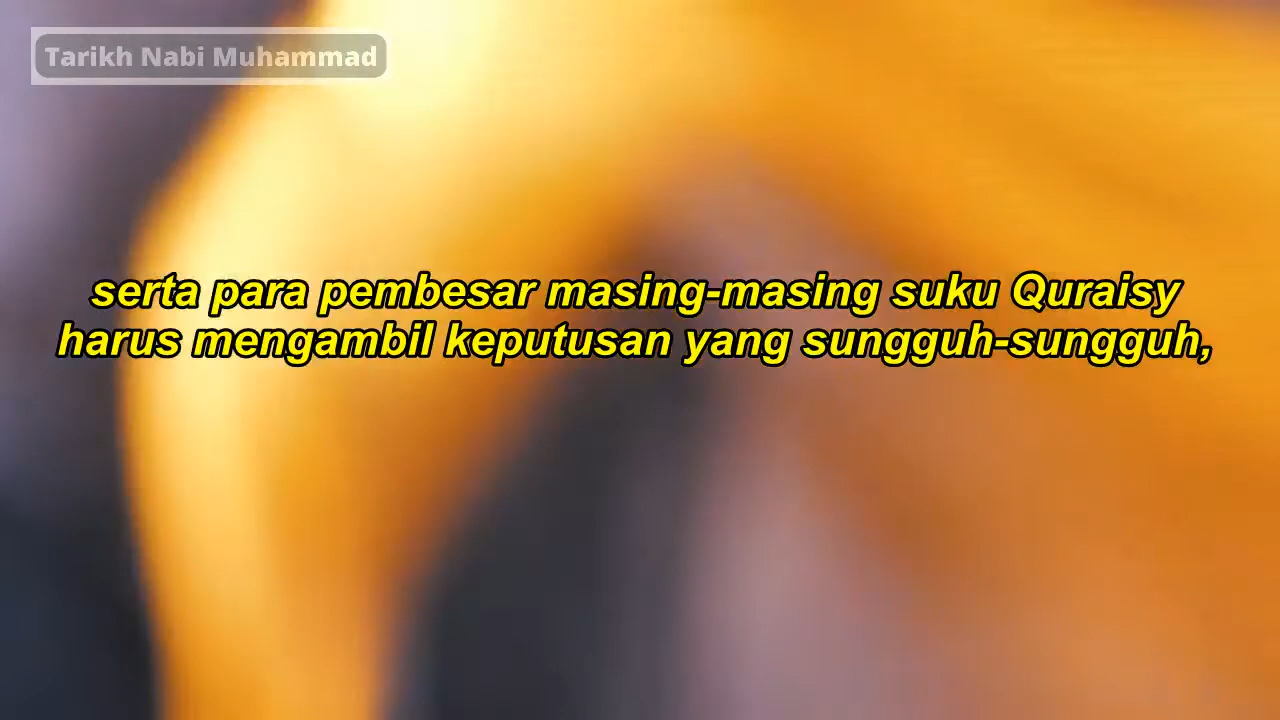 Tarikh Nabi Muhammad
serta para pembesar masing-masing suku Quraisy
harus mengambil keputusan yang sungguh-sungguh,